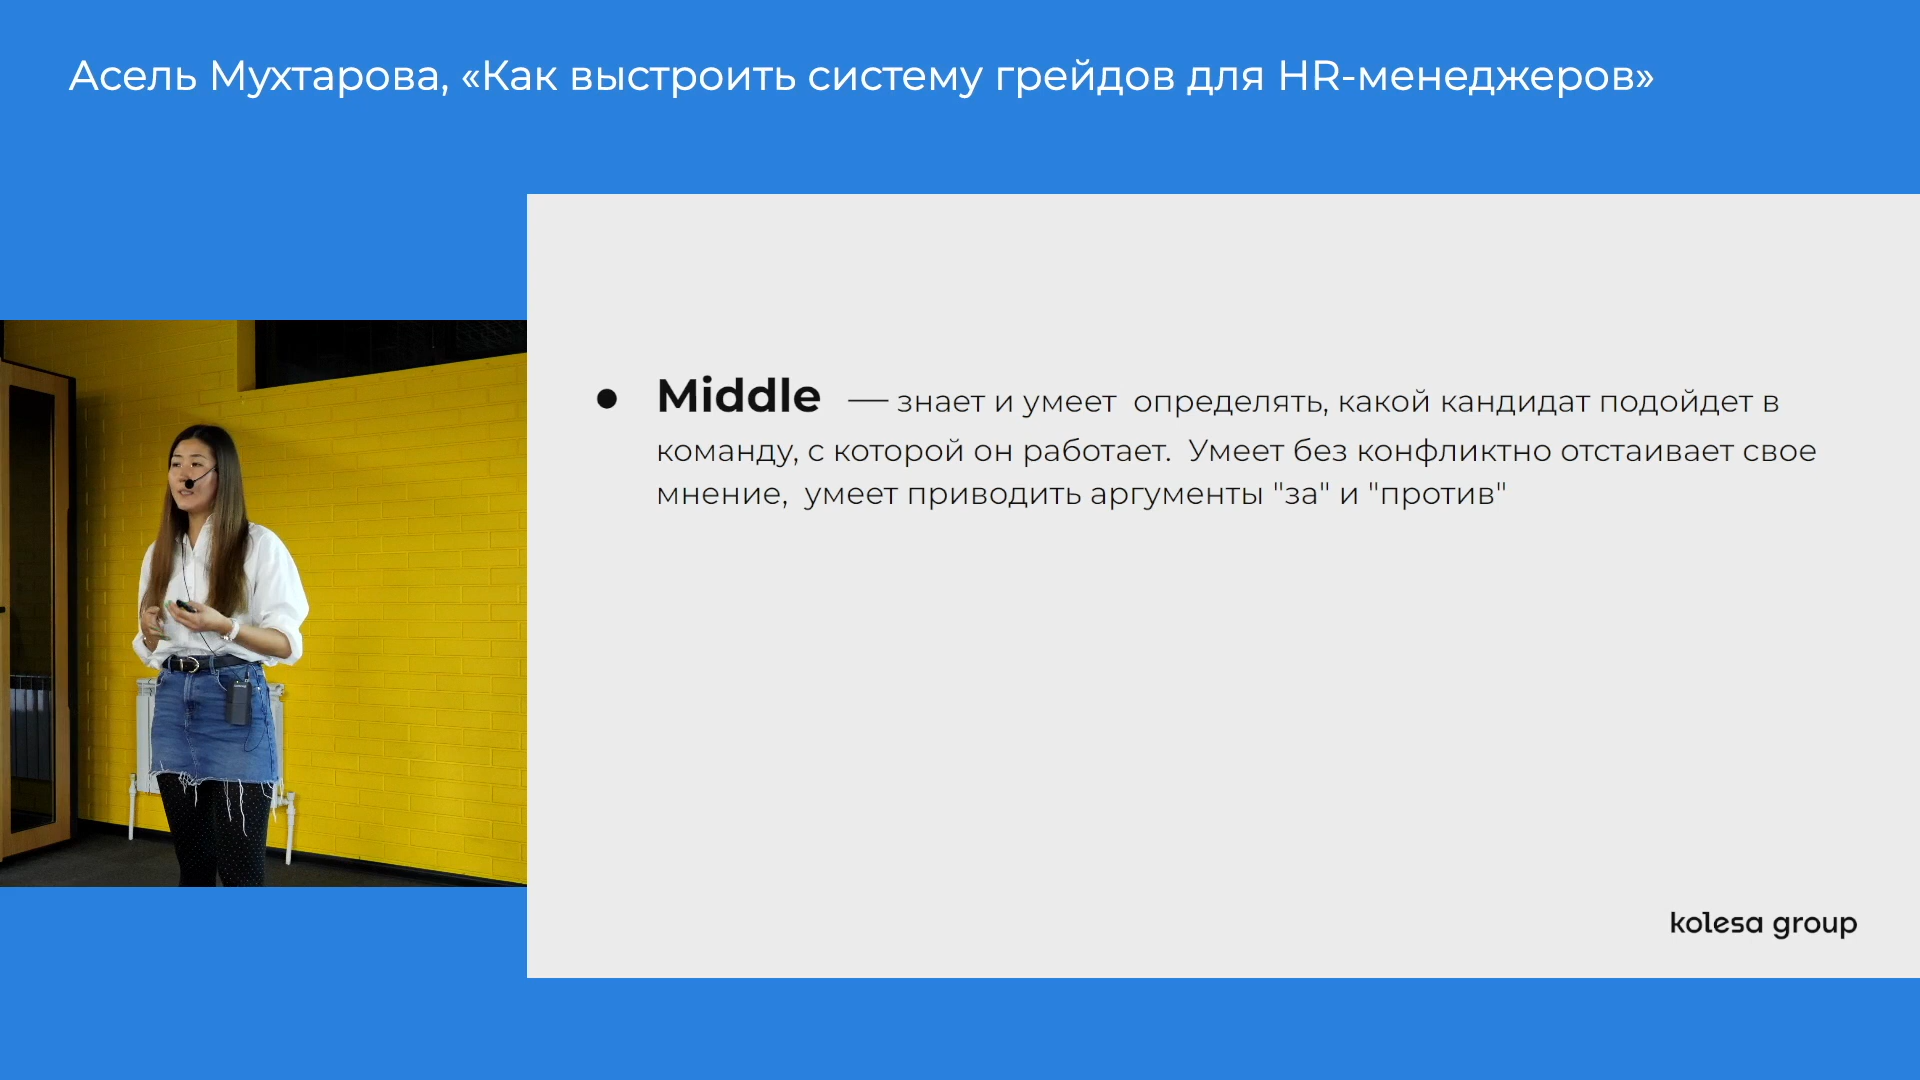 Асель Мухтарова, «Как выстроить систему грейдов для HR-менеджеров»
● Middle — знает и умеет определять, какой кандидат подойдет в
команду, с которой он работает. Умеет без конфликтно отстаивает свое
мнение, умеет приводить аргументы "за" и "против"
kolesa group